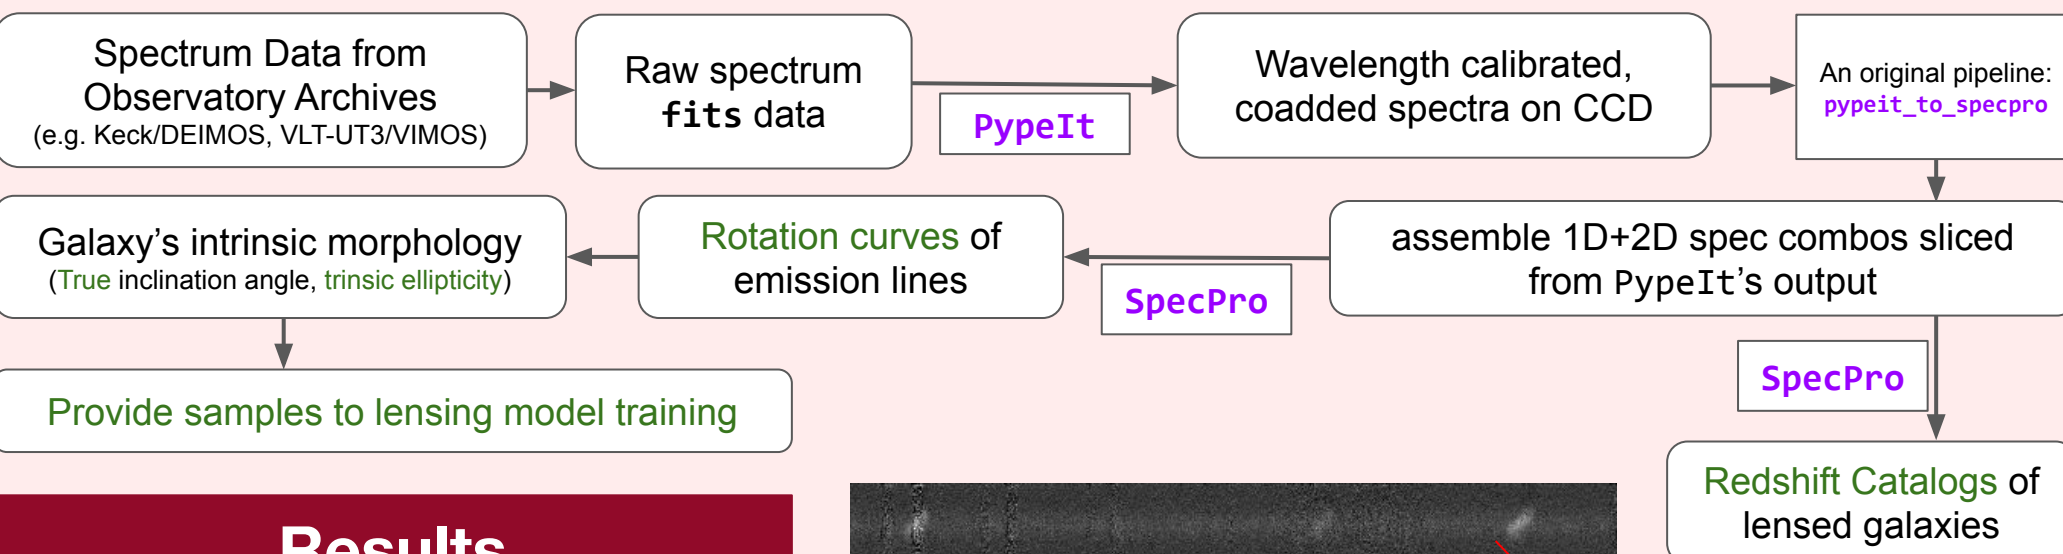 Spectrum Data from
Observatory Archives
(e.g. Keck/DEIMOS, VLT-UT3/VIMOS)
Raw spectrum
fits data
PypeIt
Wavelength calibrated,
coadded spectra on CCD
An original pipeline:
pypeit_to_specpro
Galaxy's intrinsic morphology
(True inclination angle, trinsic ellipticity)
Rotation curves of
emission lines
SpecPro
assemble 1D+2D spec combos sliced
from PypeIt's output
SpecPro
Provide samples to lensing model training
Redshift Catalogs of
lensed galaxies
Results